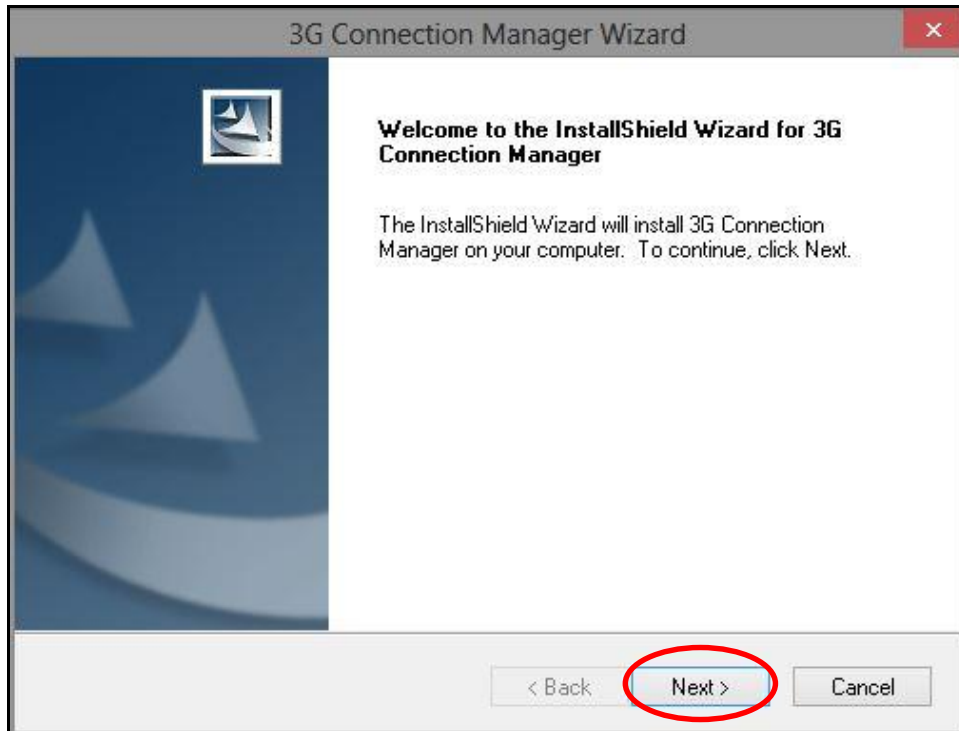 3G Connection Manager Wizard
Welcome to the InstallShield Wizard for 3G
Connection Manager
The InstallShield Wizard will install 3G Connection
Manager on your computer. To continue, click Next.
< Back Next > Cancel